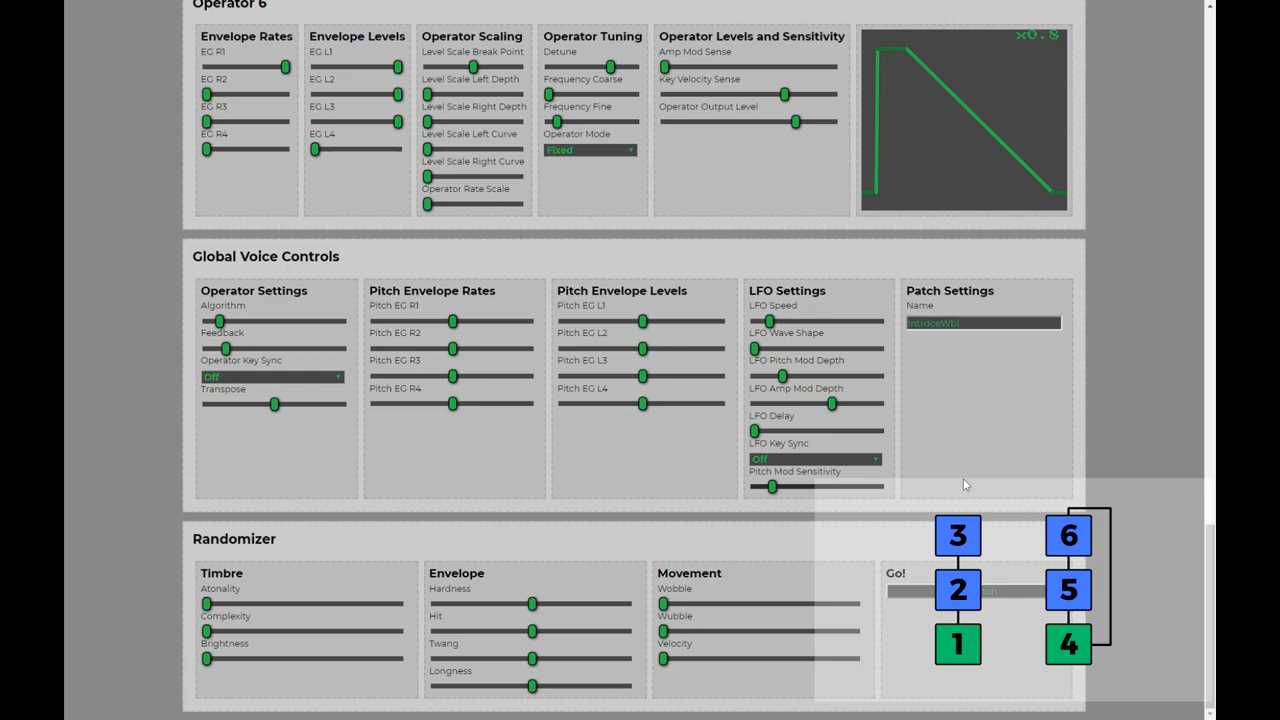 Operator 6
Envelope Rates
EG R1
EG R2
EG R3
EG R4
Envelope Levels
EG L1
EG L2
EG L3
EG L4
Operator Scaling
Level Scale Break Point
Level Scale Left Depth
Level Scale Right Depth
Level Scale Left Curve
Level Scale Right Curve
Operator Rate Scale
Operator Tuning
Detune
Frequency Coarse
Frequency Fine
Operator Mode
Fixed
Operator Levels and Sensitivity
Amp Mod Sense
Key Velocity Sense
Operator Output Level
x0.8
Global Voice Controls
Operator Settings
Algorithm
Feedback
Operator Key Sync
Off
Transpose
Pitch Envelope Rates
Pitch EG R1
Pitch EG R2
Pitch EG R3
Pitch EG R4
Pitch Envelope Levels
Pitch EG L1
Pitch EG L2
Pitch EG L3
Pitch EG L4
LFO Settings
LFO Speed
LFO Wave Shape
LFO Pitch Mod Depth
LFO Amp Mod Depth
LFO Delay
LFO Key Sync
Off
Pitch Mod Sensitivity
Patch Settings
Name
IntrdceWbl
Randomizer
Timbre
Atonality
Complexity
Brightness
Envelope
Hardness
Hit
Twang
Longness
Movement
Wobble
Wubble
Velocity
Go!
3 6
2 5
1 4